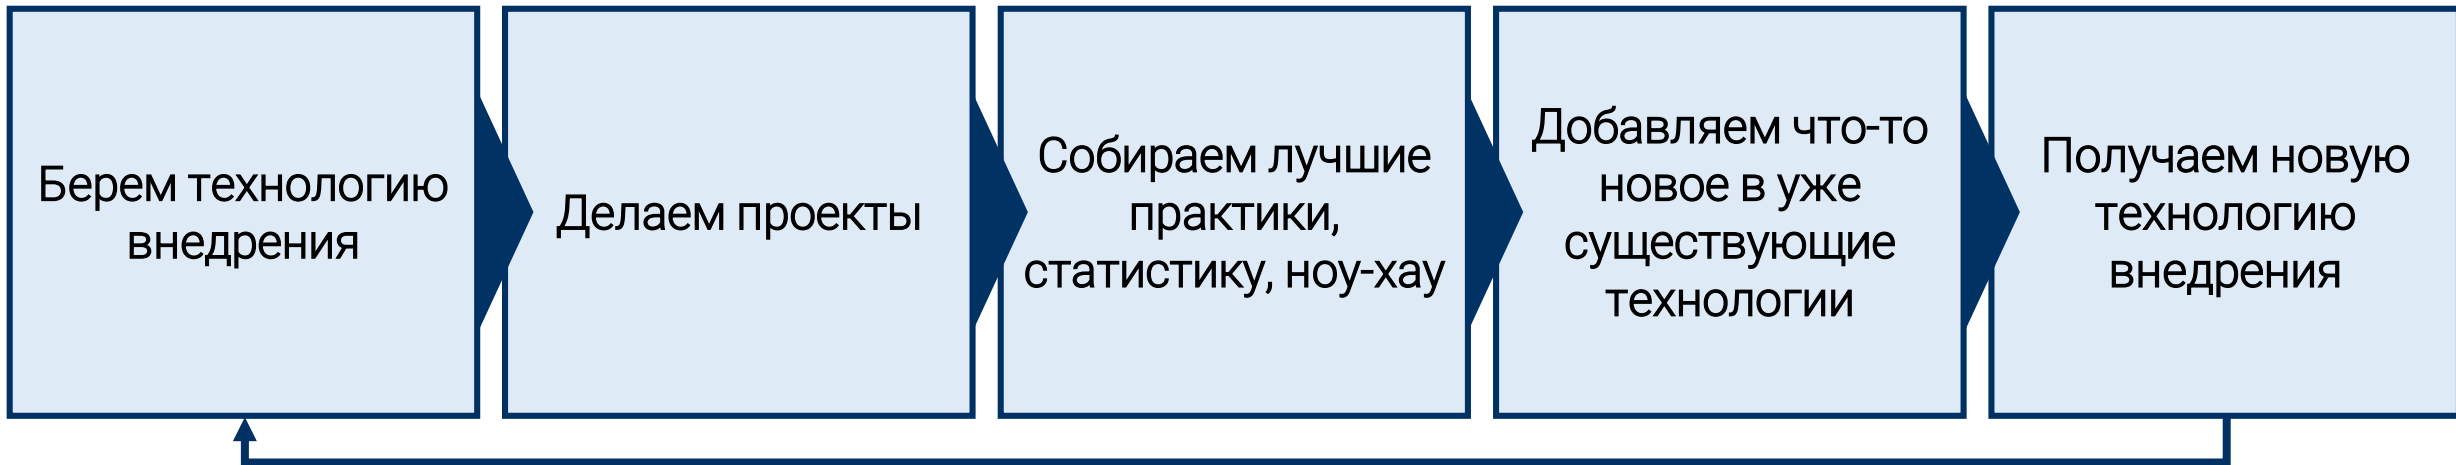 Берем технологию
внедрения
Делаем проекты
Собираем лучшие
практики,
статистику, ноу-хау
Добавляем что-то
новое в уже
существующие
технологии
Получаем новую
технологию
внедрения